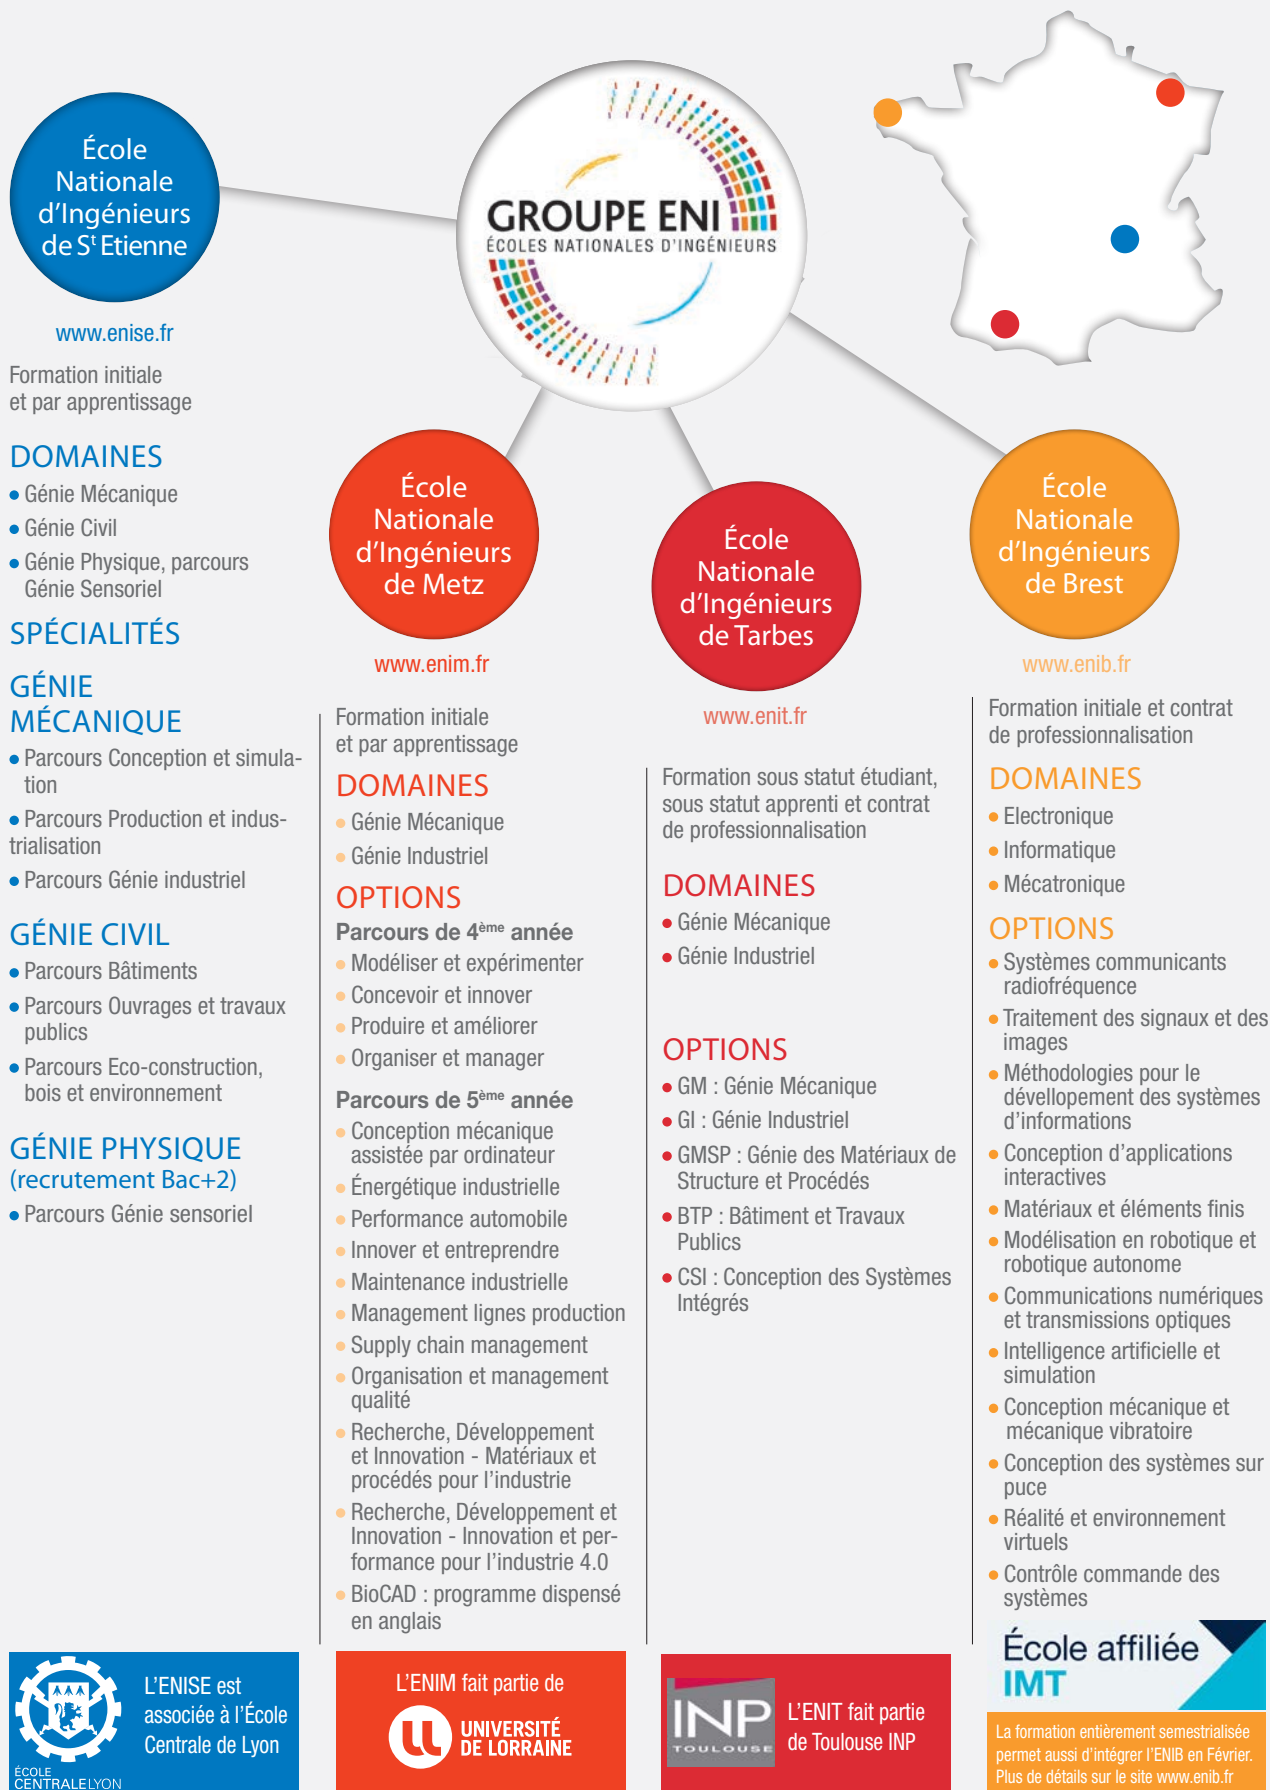 GROUPE ENI
ÉCOLES NATIONALES D'INGÉNIEURS
École
Nationale
d'Ingénieurs
de St Etienne
www.enise.fr
Formation initiale
et par apprentissage
DOMAINES
• Génie Mécanique
• Génie Civil
• Génie Physique, parcours
Génie Sensoriel
SPÉCIALITÉS
GÉNIE
MÉCANIQUE
• Parcours Conception et simula-
tion
• Parcours Production et indus-
trialisation
• Parcours Génie industriel
GÉNIE CIVIL
• Parcours Bâtiments
• Parcours Ouvrages et travaux
publics
• Parcours Eco-construction,
bois et environnement
GÉNIE PHYSIQUE
(recrutement Bac+2)
• Parcours Génie sensoriel
ÉCOLE
CENTRALELYON
L'ENISE est
associée à l'École
Centrale de Lyon
École
Nationale
d'Ingénieurs
de Metz
www.enim.fr
Formation initiale
et par apprentissage
DOMAINES
• Génie Mécanique
• Génie Industriel
OPTIONS
Parcours de 4ème année
• Modéliser et expérimenter
• Concevoir et innover
• Produire et améliorer
• Organiser et manager
Parcours de 5ème année
• Conception mécanique
assistée par ordinateur
• Énergétique industrielle
• Performance automobile
• Innover et entreprendre
• Maintenance industrielle
• Management lignes production
• Supply chain management
• Organisation et management
qualité
• Recherche, Développement
et Innovation - Matériaux et
procédés pour l'industrie
• Recherche, Développement et
Innovation - Innovation et per-
formance pour l'industrie 4.0
• BioCAD : programme dispensé
en anglais
L'ENIM fait partie de
UNIVERSITÉ
DE LORRAINE
École
Nationale
d'Ingénieurs
de Tarbes
www.enit.fr
Formation sous statut étudiant,
sous statut apprenti et contrat
de professionnalisation
DOMAINES
• Génie Mécanique
• Génie Industriel
OPTIONS
• GM : Génie Mécanique
• GI : Génie Industriel
• GMSP : Génie des Matériaux de
Structure et Procédés
• BTP : Bâtiment et Travaux
Publics
• CSI : Conception des Systèmes
Intégrés
INP
TOULOUSE
L'ENIT fait partie
de Toulouse INP
École
Nationale
d'Ingénieurs
de Brest
www.enib.fr
Formation initiale et contrat
de professionnalisation
DOMAINES
• Electronique
• Informatique
• Mécatronique
OPTIONS
• Systèmes communicants
radiofréquence
• Traitement des signaux et des
images
• Méthodologies pour le
dévellopement des systèmes
d'informations
• Conception d'applications
interactives
• Matériaux et éléments finis
• Modélisation en robotique et
robotique autonome
• Communications numériques
et transmissions optiques
• Intelligence artificielle et
simulation
• Conception mécanique et
mécanique vibratoire
• Conception des systèmes sur
puce
• Réalité et environnement
virtuels
• Contrôle commande des
systèmes
École affiliée
IMT
La formation entièrement semestrialisée
permet aussi d'intégrer l'ENIB en Février.
Plus de détails sur le site www.enib.fr